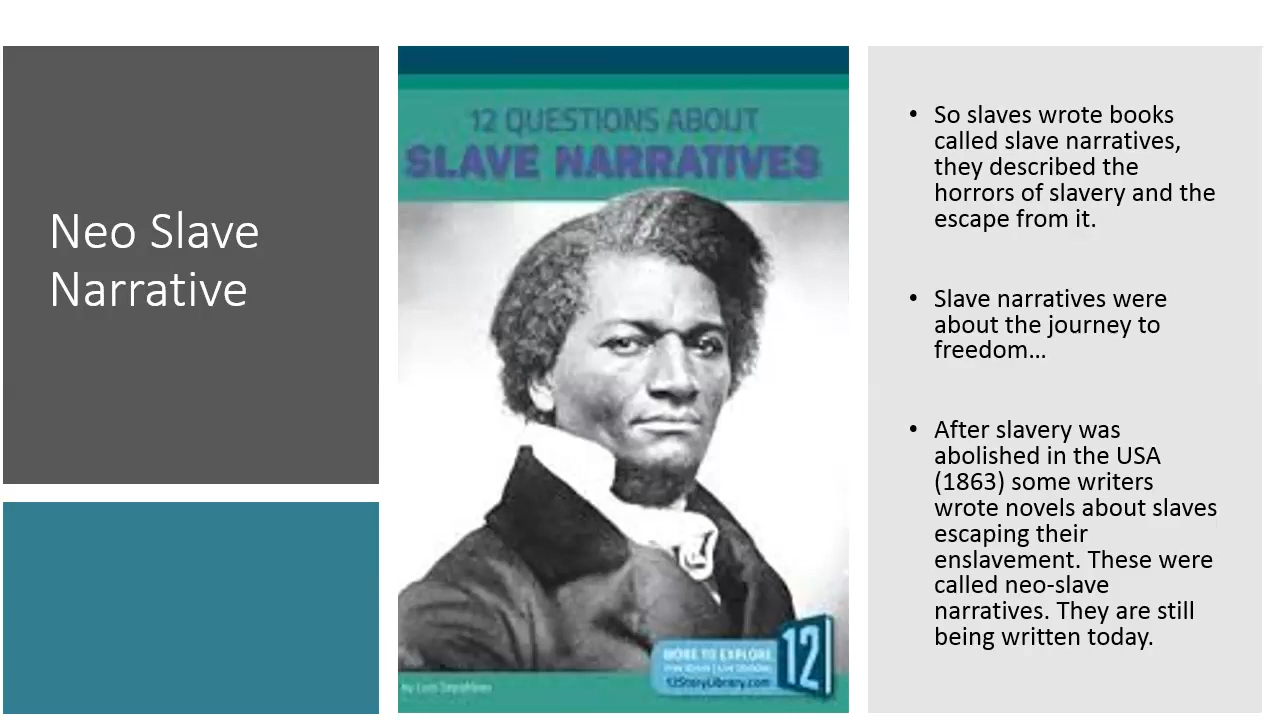 Neo Slave
Narrative
12 QUESTIONS ABOUT
SLAVE NARRATIVES
MORE TO EXPLORE
12StoryLibrary.com
12
• So slaves wrote books
called slave narratives,
they described the
horrors of slavery and the
escape from it.
• Slave narratives were
about the journey to
freedom...
• After slavery was
abolished in the USA
(1863) some writers
wrote novels about slaves
escaping their
enslavement. These were
called neo-slave
narratives. They are still
being written today.